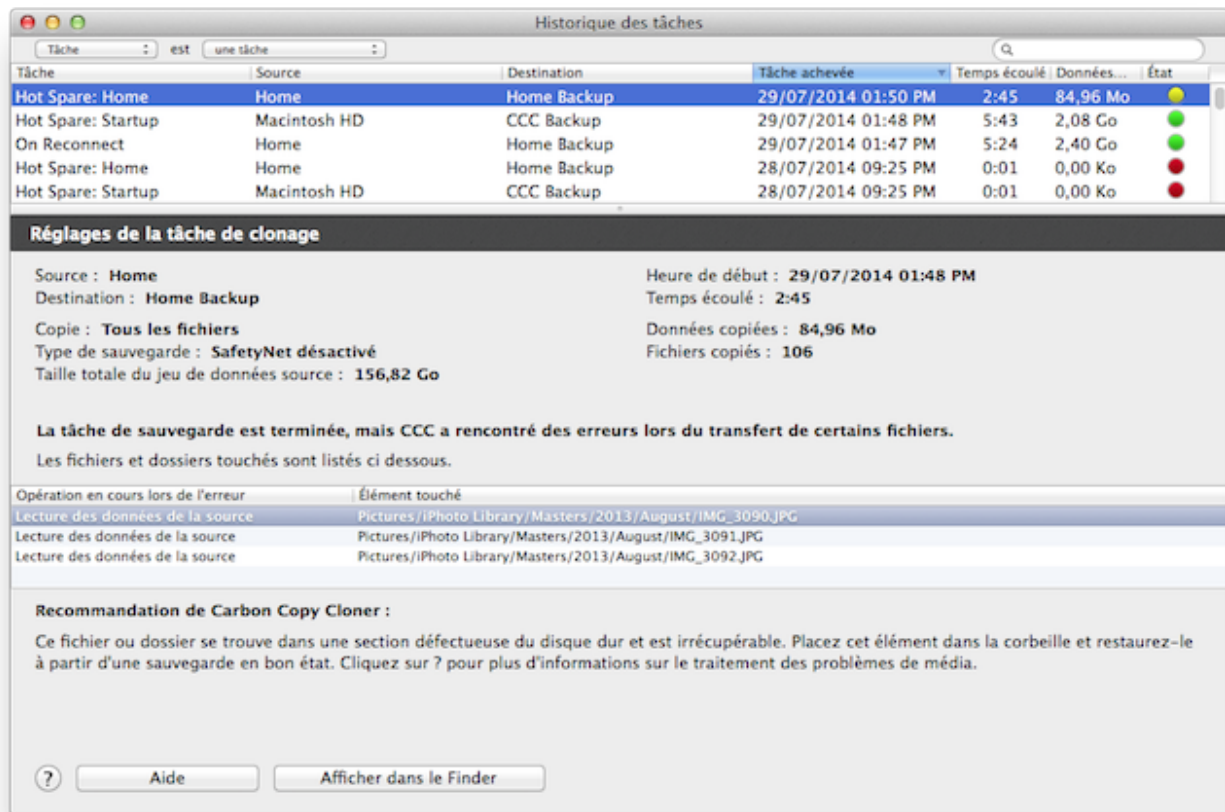 Historique des tâches
Tâche est une tâche
Tâche Source Destination Tâche achevée Temps écoulé Données... État
Hot Spare: Home Home Home Backup 29/07/2014 01:50 PM 2:45 84,96 Mo
Hot Spare: Startup Macintosh HD CCC Backup 29/07/2014 01:48 PM 5:43 2,08 Go
On Reconnect Home Home Backup 29/07/2014 01:47 PM 5:24 2,40 Go
Hot Spare: Home Home Home Backup 28/07/2014 09:25 PM 0:01 0,00 Ko
Hot Spare: Startup Macintosh HD CCC Backup 28/07/2014 09:25 PM 0:01 0,00 Ko
Réglages de la tâche de clonage
Source : Home Heure de début : 29/07/2014 01:48 PM
Destination : Home Backup Temps écoulé : 2:45
Copie : Tous les fichiers Données copiées : 84,96 Mo
Type de sauvegarde : SafetyNet désactivé Fichiers copiés : 106
Taille totale du jeu de données source : 156,82 Go
La tâche de sauvegarde est terminée, mais CCC a rencontré des erreurs lors du transfert de certains fichiers.
Les fichiers et dossiers touchés sont listés ci dessous.
Opération en cours lors de l'erreur Élément touché
Lecture des données de la source Pictures/iPhoto Library/Masters/2013/August/IMG_3090.JPG
Lecture des données de la source Pictures/iPhoto Library/Masters/2013/August/IMG_3091.JPG
Lecture des données de la source Pictures/iPhoto Library/Masters/2013/August/IMG_3092.JPG
Recommandation de Carbon Copy Cloner :
Ce fichier ou dossier se trouve dans une section défectueuse du disque dur et est irrécupérable. Placez cet élément dans la corbeille et restaurez-le
à partir d'une sauvegarde en bon état. Cliquez sur ? pour plus d'informations sur le traitement des problèmes de média.
? Aide Afficher dans le Finder